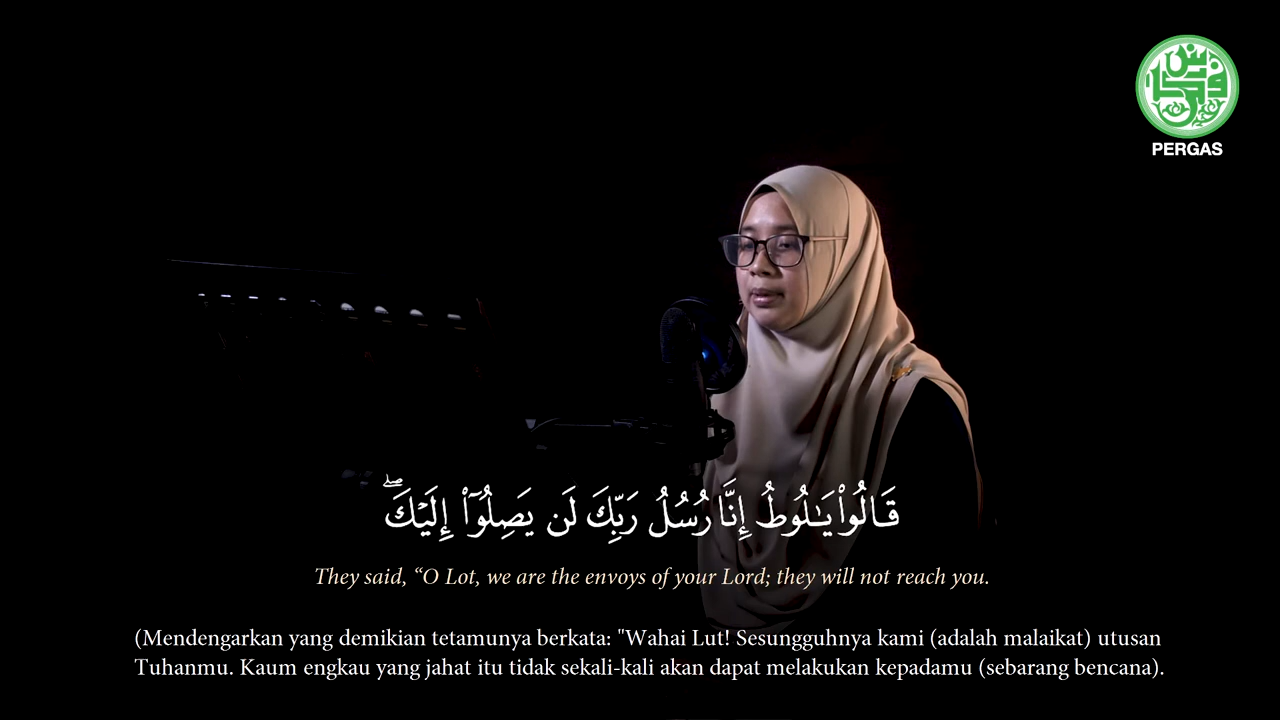 PERGAS
قَالُوا۟ يَـٰلُوطُ إِنَّا رُسُلُ رَبِّكَ لَن يَصِلُوٓا۟ إِلَيْكَ ۖ
They said, “O Lot, we are the envoys of your Lord; they will not reach you.
(Mendengarkan yang demikian tetamunya berkata: "Wahai Lut! Sesungguhnya kami (adalah malaikat) utusan
Tuhanmu. Kaum engkau yang jahat itu tidak sekali-kali akan dapat melakukan kepadamu (sebarang bencana).